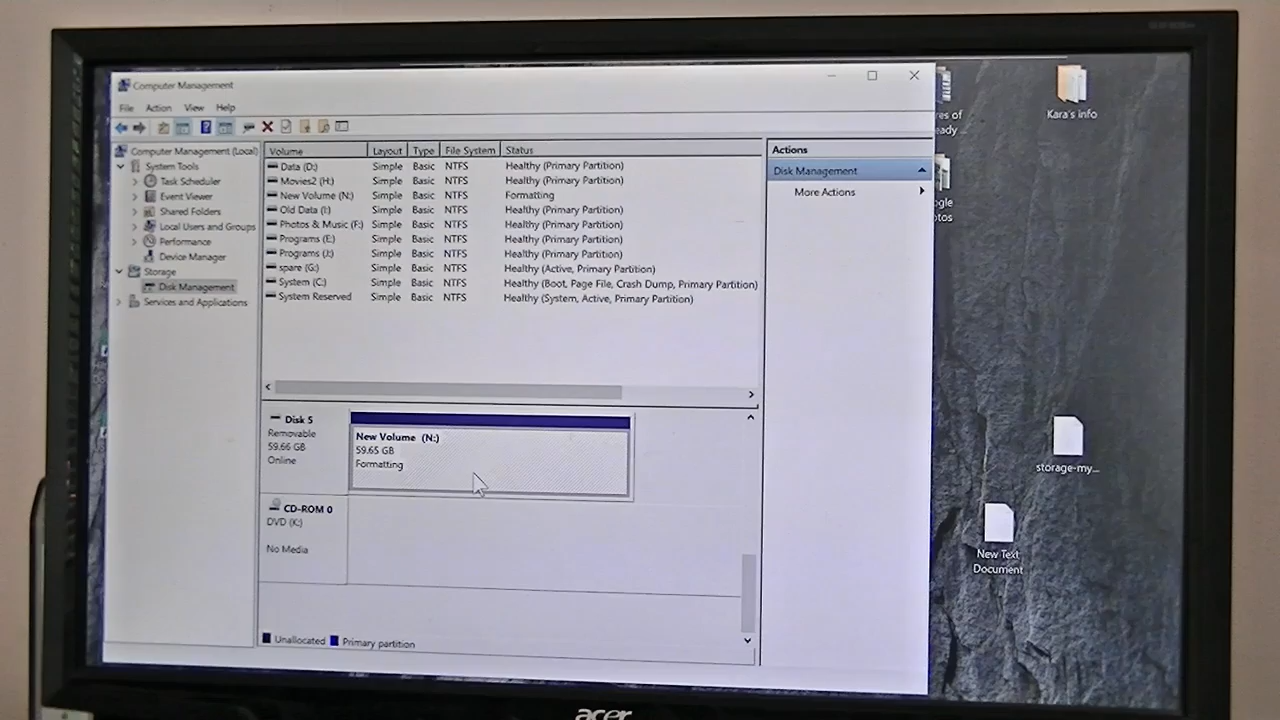 Computer Management
File Action View Help
Computer Management (Local)
System Tools
Task Scheduler
Event Viewer
Shared Folders
Local Users and Groups
Performance
Device Manager
Storage
Disk Management
Services and Applications
Volume Layout Type File System Status
Data (D:) Simple Basic NTFS Healthy (Primary Partition)
Movies2 (H:) Simple Basic NTFS Healthy (Primary Partition)
New Volume (N:) Simple Basic NTFS Formatting
Old Data (I:) Simple Basic NTFS Healthy (Primary Partition)
Photos & Music (F:) Simple Basic NTFS Healthy (Primary Partition)
Programs (E:) Simple Basic NTFS Healthy (Primary Partition)
Programs (J:) Simple Basic NTFS Healthy (Primary Partition)
spare (G:) Simple Basic NTFS Healthy (Active, Primary Partition)
System (C:) Simple Basic NTFS Healthy (Boot, Page File, Crash Dump, Primary Partition)
System Reserved Simple Basic NTFS Healthy (System, Active, Primary Partition)
Disk 5
Removable
59.66 GB
Online
New Volume (N:)
59.65 GB
Formatting
CD-ROM 0
DVD (K:)
No Media
Unallocated Primary partition
Actions
Disk Management
More Actions
res of
eady ...
ogle
otos
Kara's info
storage-my...
New Text
Document
acer